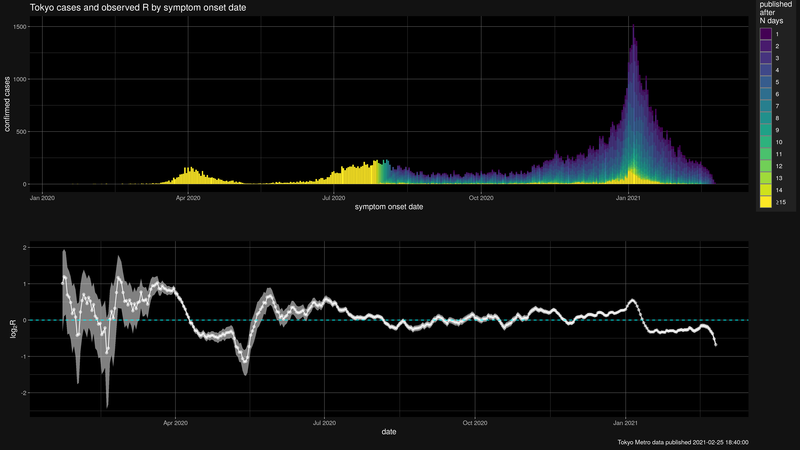 Tokyo cases and observed R by symptom onset date
published
after
N days
1
2
3
4
5
6
7
8
9
10
11
12
13
14
≥15
confirmed cases
1500
1000
500
0
Jan 2020
Apr 2020
Jul 2020
Oct 2020
Jan 2021
symptom onset date
log₂R
2
1
0
-1
-2
Apr 2020
Jul 2020
Oct 2020
Jan 2021
date
Tokyo Metro data published 2021-02-25 18:40:00